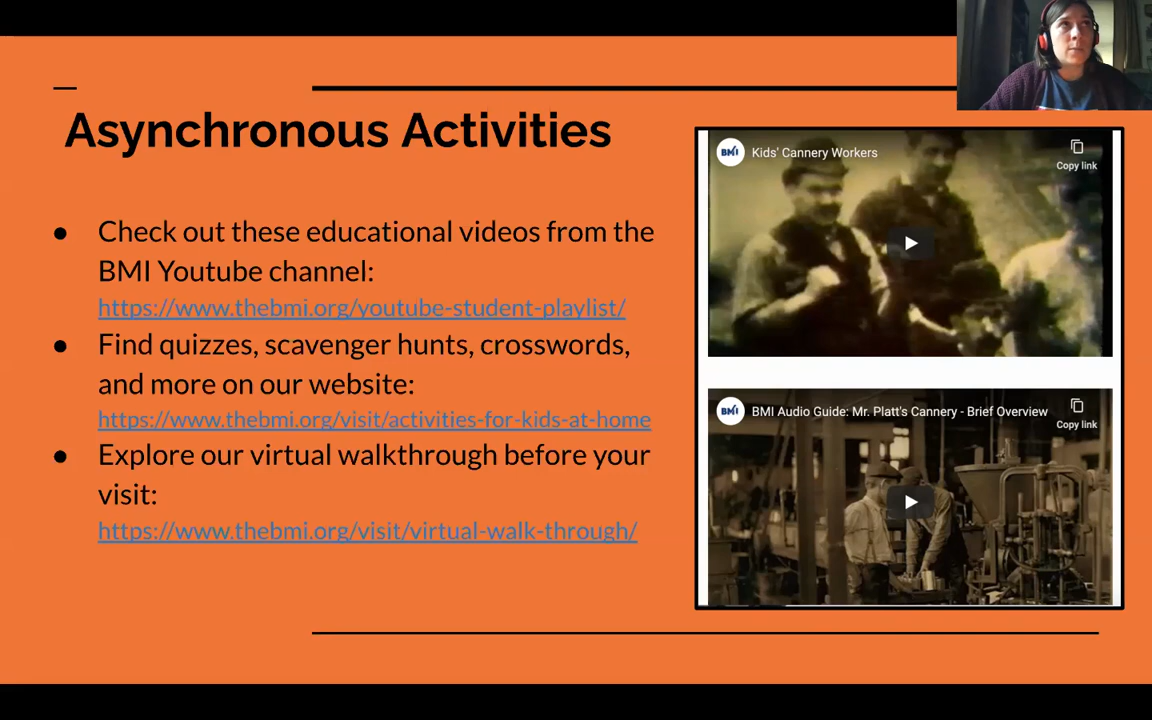 Asynchronous Activities
● Check out these educational videos from the
BMI Youtube channel:
https://www.thebmi.org/youtube-student-playlist/
● Find quizzes, scavenger hunts, crosswords,
and more on our website:
https://www.thebmi.org/visit/activities-for-kids-at-home
● Explore our virtual walkthrough before your
visit:
https://www.thebmi.org/visit/virtual-walk-through/
BMI Kids' Cannery Workers
Copy link
BMI BMI Audio Guide: Mr. Platt's Cannery - Brief Overview
Copy link